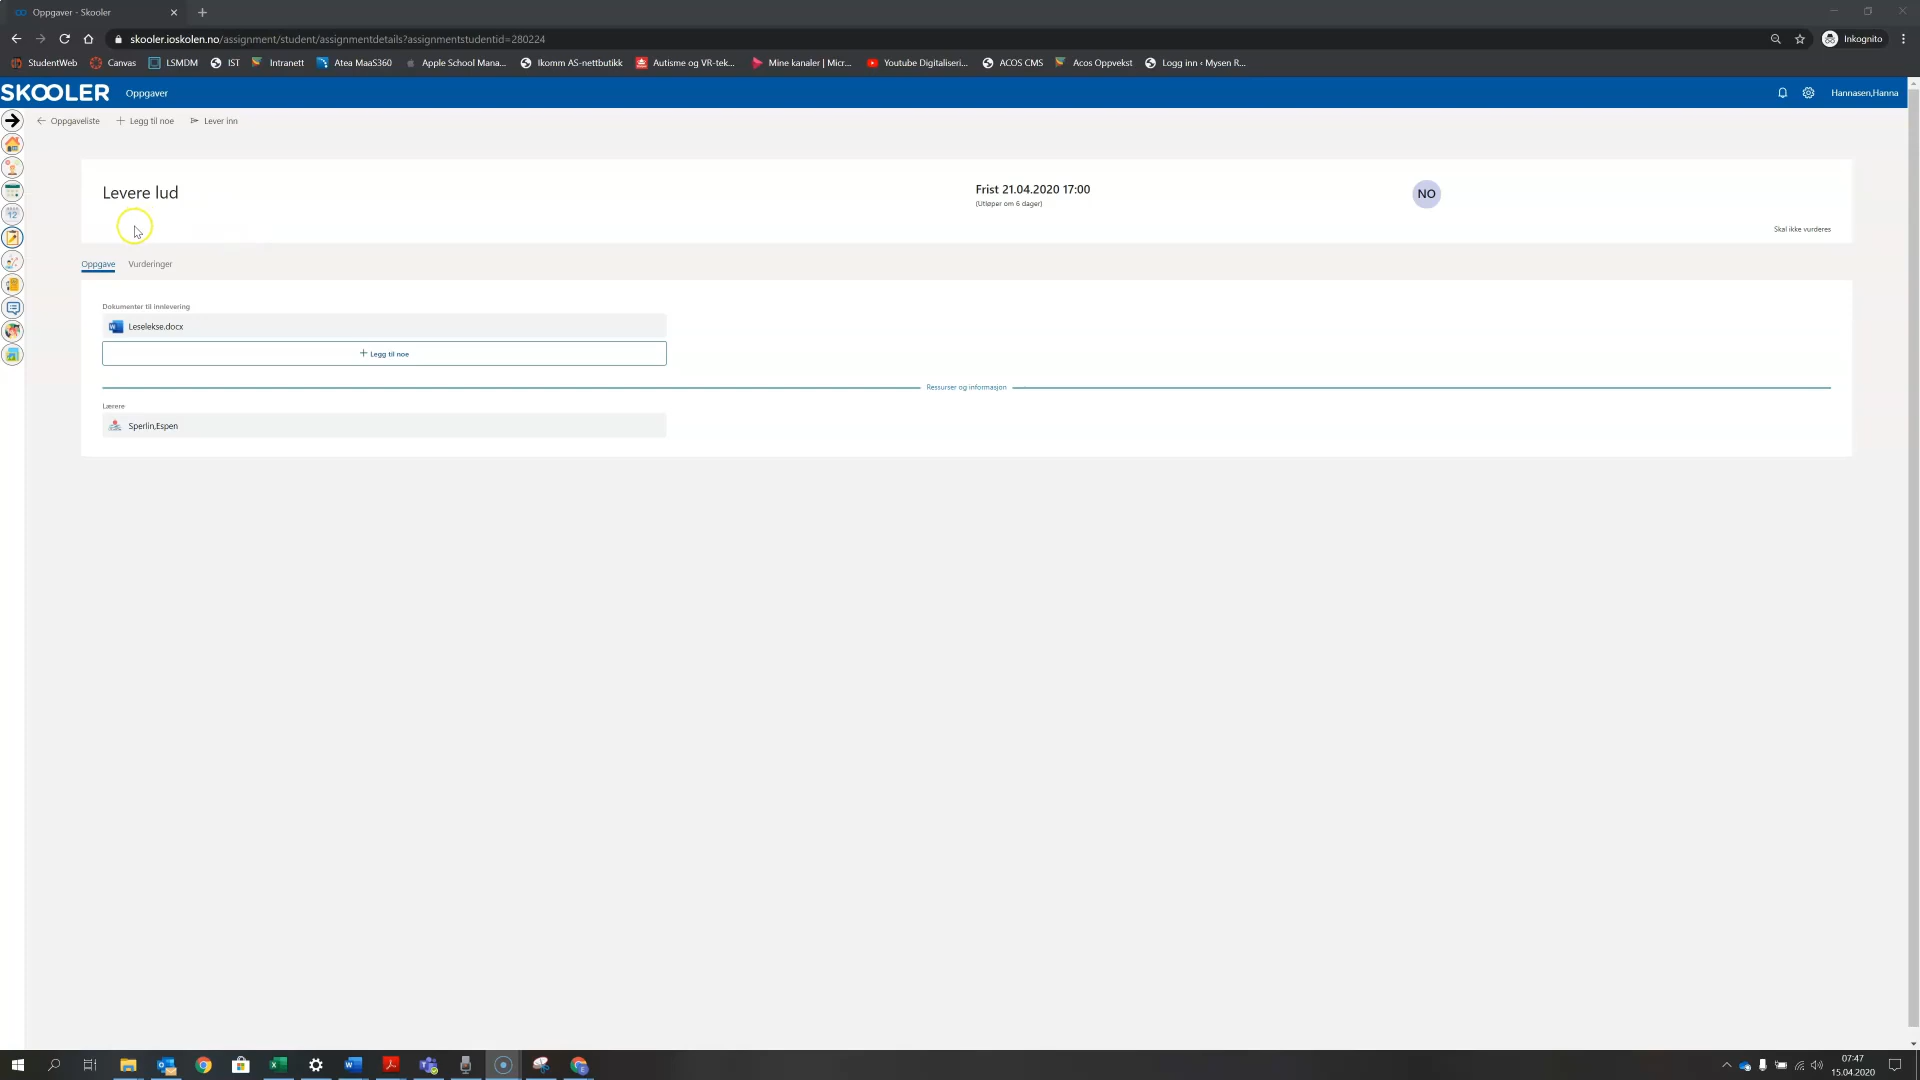 Oppgaver - Skooler
skooler.ioskolen.no/assignment/student/assignmentdetails?assignmentstudentid=280224
Inkognito
StudentWeb Canvas LSMDM IST Intranett Atea MaaS360 Apple School Mana... Ikomm AS-nettbutikk Autisme og VR-tek... Mine kanaler | Micr... Youtube Digitaliseri... ACOS CMS Acos Oppvekst Logg inn ‹ Mysen R...
SKOOLER Oppgaver Hannasen,Hanna
Oppgaveliste Legg til noe Lever inn
Levere lud
Frist 21.04.2020 17:00
(Utløper om 6 dager)
NO
Skal ikke vurderes
Oppgave Vurderinger
Dokumenter til innlevering
Leselekse.docx
+ Legg til noe
Ressurser og informasjon
Lærere
Sperlin,Espen
07:47
15.04.2020